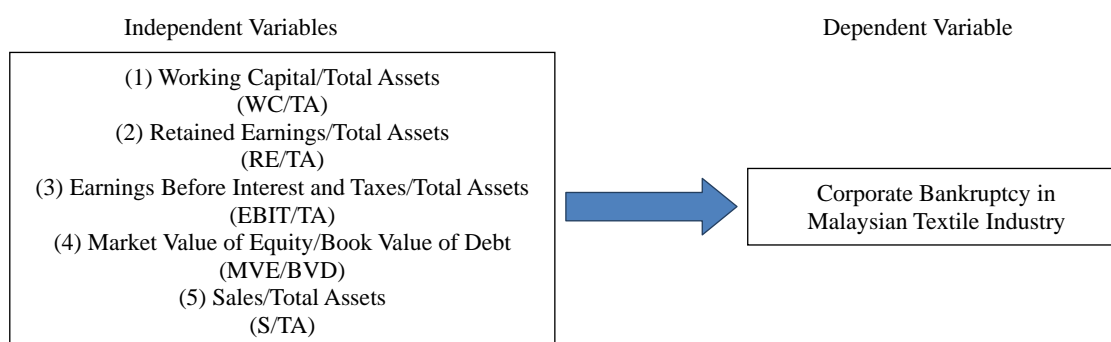 Independent Variables
Dependent Variable
(1) Working Capital/Total Assets
(WC/TA)
(2) Retained Earnings/Total Assets
(RE/TA)
(3) Earnings Before Interest and Taxes/Total Assets
(EBIT/TA)
(4) Market Value of Equity/Book Value of Debt
(MVE/BVD)
(5) Sales/Total Assets
(S/TA)
Corporate Bankruptcy in
Malaysian Textile Industry